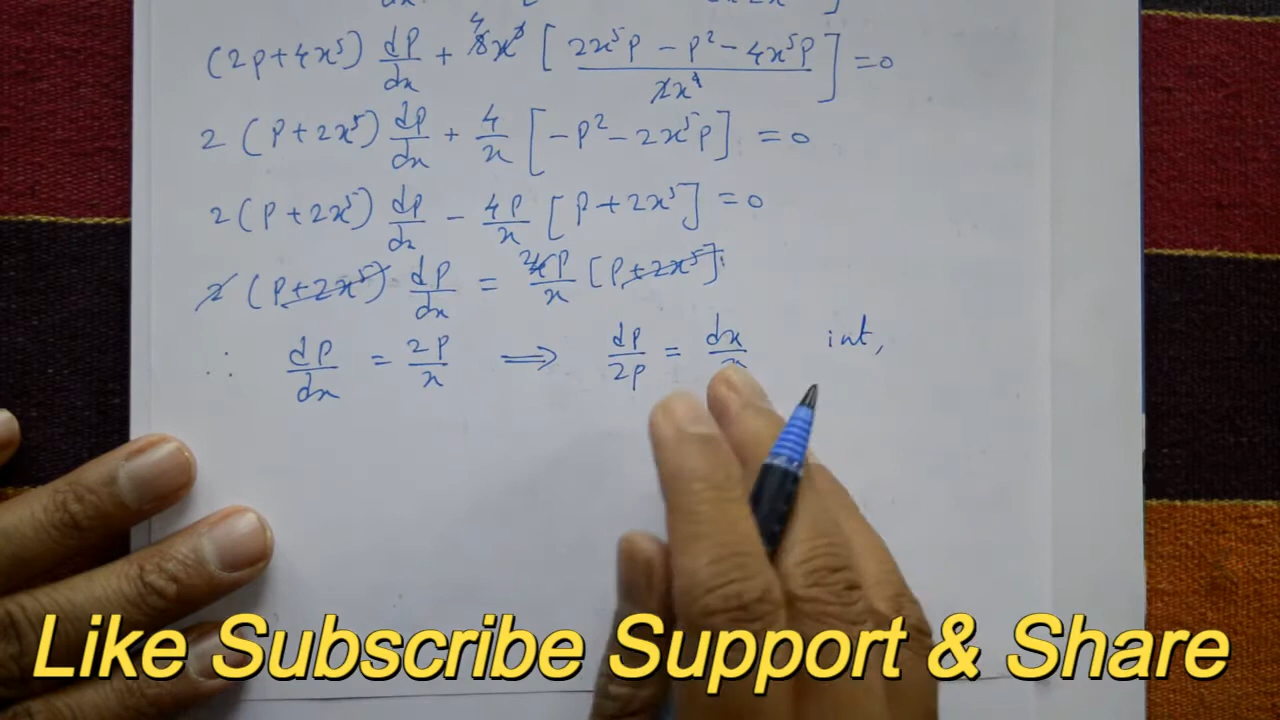 (2p+4x⁵) dp/dx + 4 8x³ [ 2x⁵p - p² - 4x⁵p / 2x⁴ ] = 0
2 (p+2x⁵) dp/dx + 4/x [ -p² - 2x⁵p ] = 0
2 (p+2x⁵) dp/dx - 4p/x [ p+2x⁵ ] = 0
2 (p+2x⁵) dp/dx = 2 4p/x [ p+2x⁵ ]
∴ dp/dx = 2p/x ⟹ dp/2p = dx/x int,
Like Subscribe Support & Share